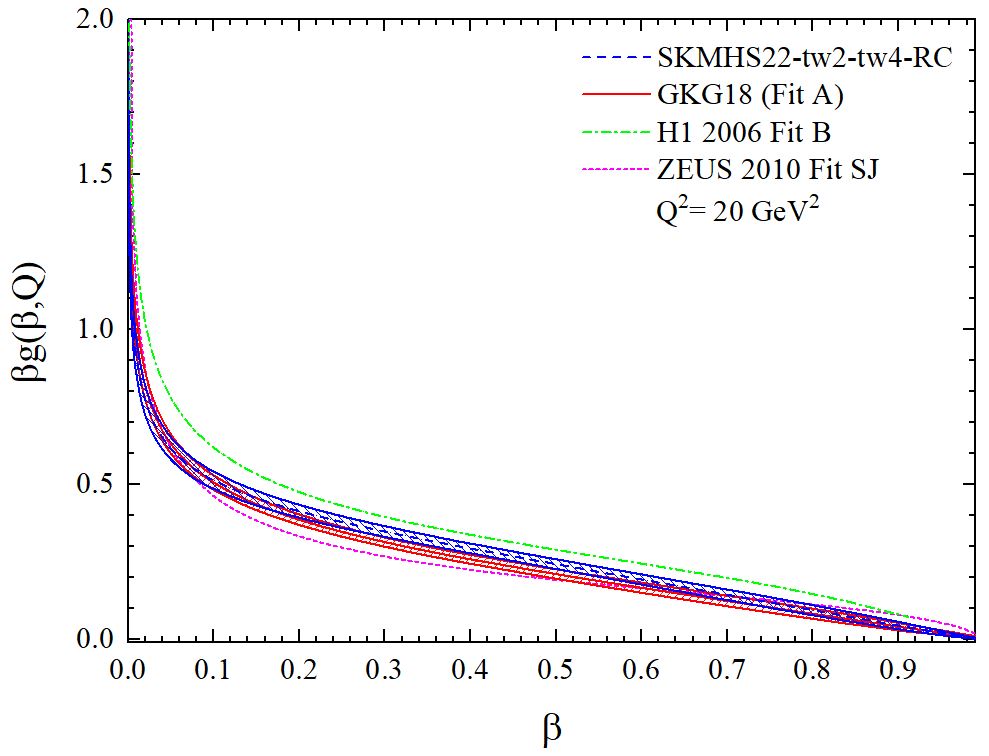 2.0
1.5
1.0
0.5
0.0
βg(β,Q)
SKMHS22-tw2-tw4-RC
GKG18 (Fit A)
H1 2006 Fit B
ZEUS 2010 Fit SJ
Q²= 20 GeV²
0.0 0.1 0.2 0.3 0.4 0.5 0.6 0.7 0.8 0.9
β